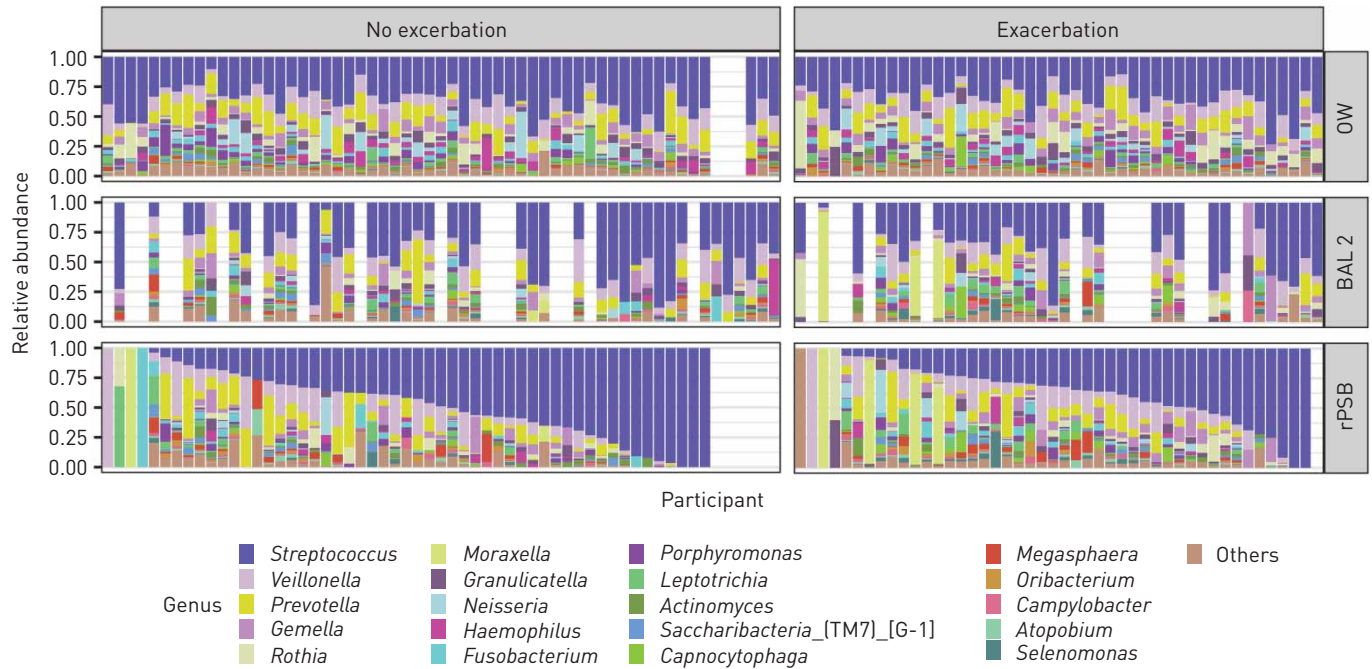 No excerbation
Exacerbation
Relative abundance
1.00
0.75
0.50
0.25
0.00
OW
1.00
0.75
0.50
0.25
0.00
BAL 2
1.00
0.75
0.50
0.25
0.00
rPSB
Participant
Genus
Streptococcus
Veillonella
Prevotella
Gemella
Rothia
Moraxella
Granulicatella
Neisseria
Haemophilus
Fusobacterium
Porphyromonas
Leptotrichia
Actinomyces
Saccharibacteria_(TM7)_[G-1]
Capnocytophaga
Megasphaera
Oribacterium
Campylobacter
Atopobium
Selenomonas
Others